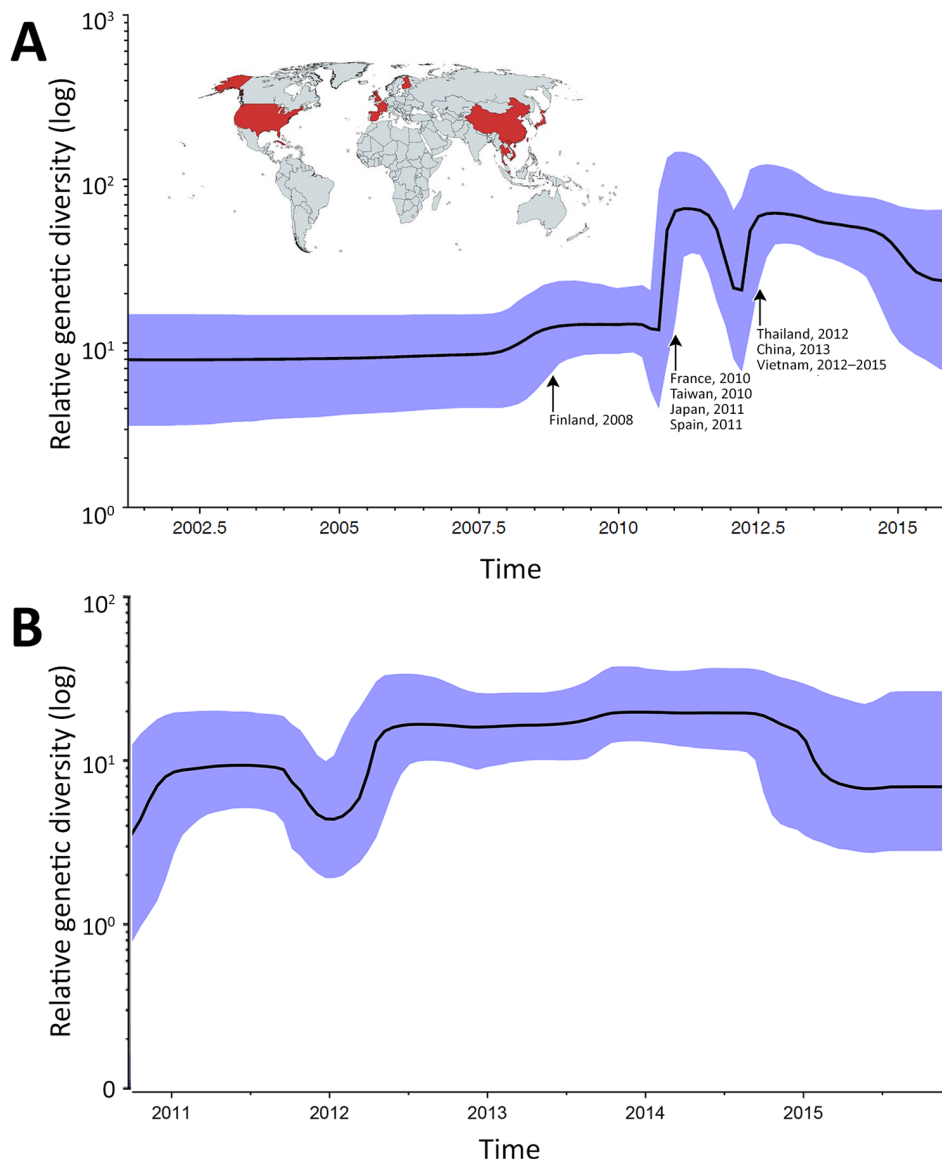 A
Relative genetic diversity (log)
10³
10²
10¹
10⁰
Finland, 2008
France, 2010
Taiwan, 2010
Japan, 2011
Spain, 2011
Thailand, 2012
China, 2013
Vietnam, 2012–2015
2002.5 2005 2007.5 2010 2012.5 2015
Time
B
Relative genetic diversity (log)
10²
10¹
10⁰
0
2011 2012 2013 2014 2015
Time